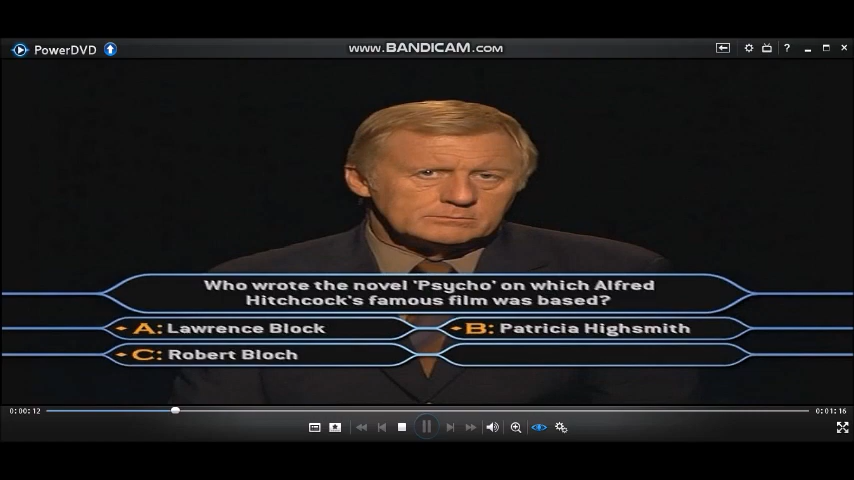 PowerDVD
WWW.BANDICAM.COM
?
Who wrote the novel 'Psycho' on which Alfred
Hitchcock's famous film was based?
A: Lawrence Block
B: Patricia Highsmith
C: Robert Bloch
0:00:12
0:01:16